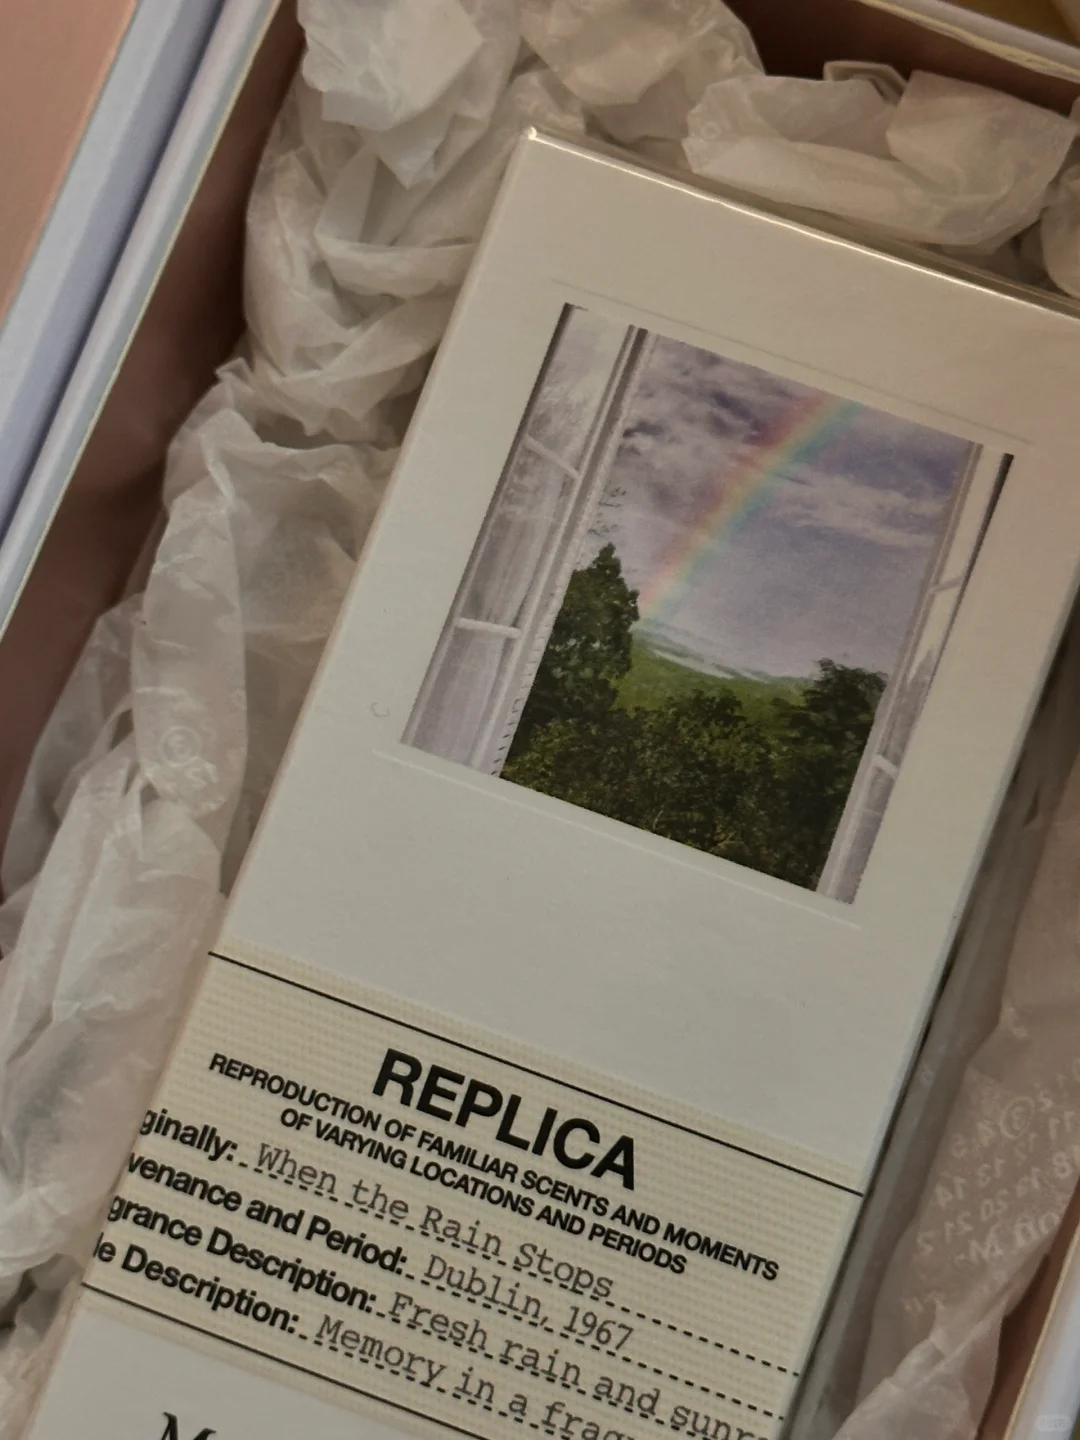 REPLICA
REPRODUCTION OF FAMILIAR SCENTS AND MOMENTS
OF VARYING LOCATIONS AND PERIODS
ginally: When the Rain Stops
venance and Period: Dublin, 1967
grance Description: Fresh rain and sunr
le Description: Memory in a frag
M